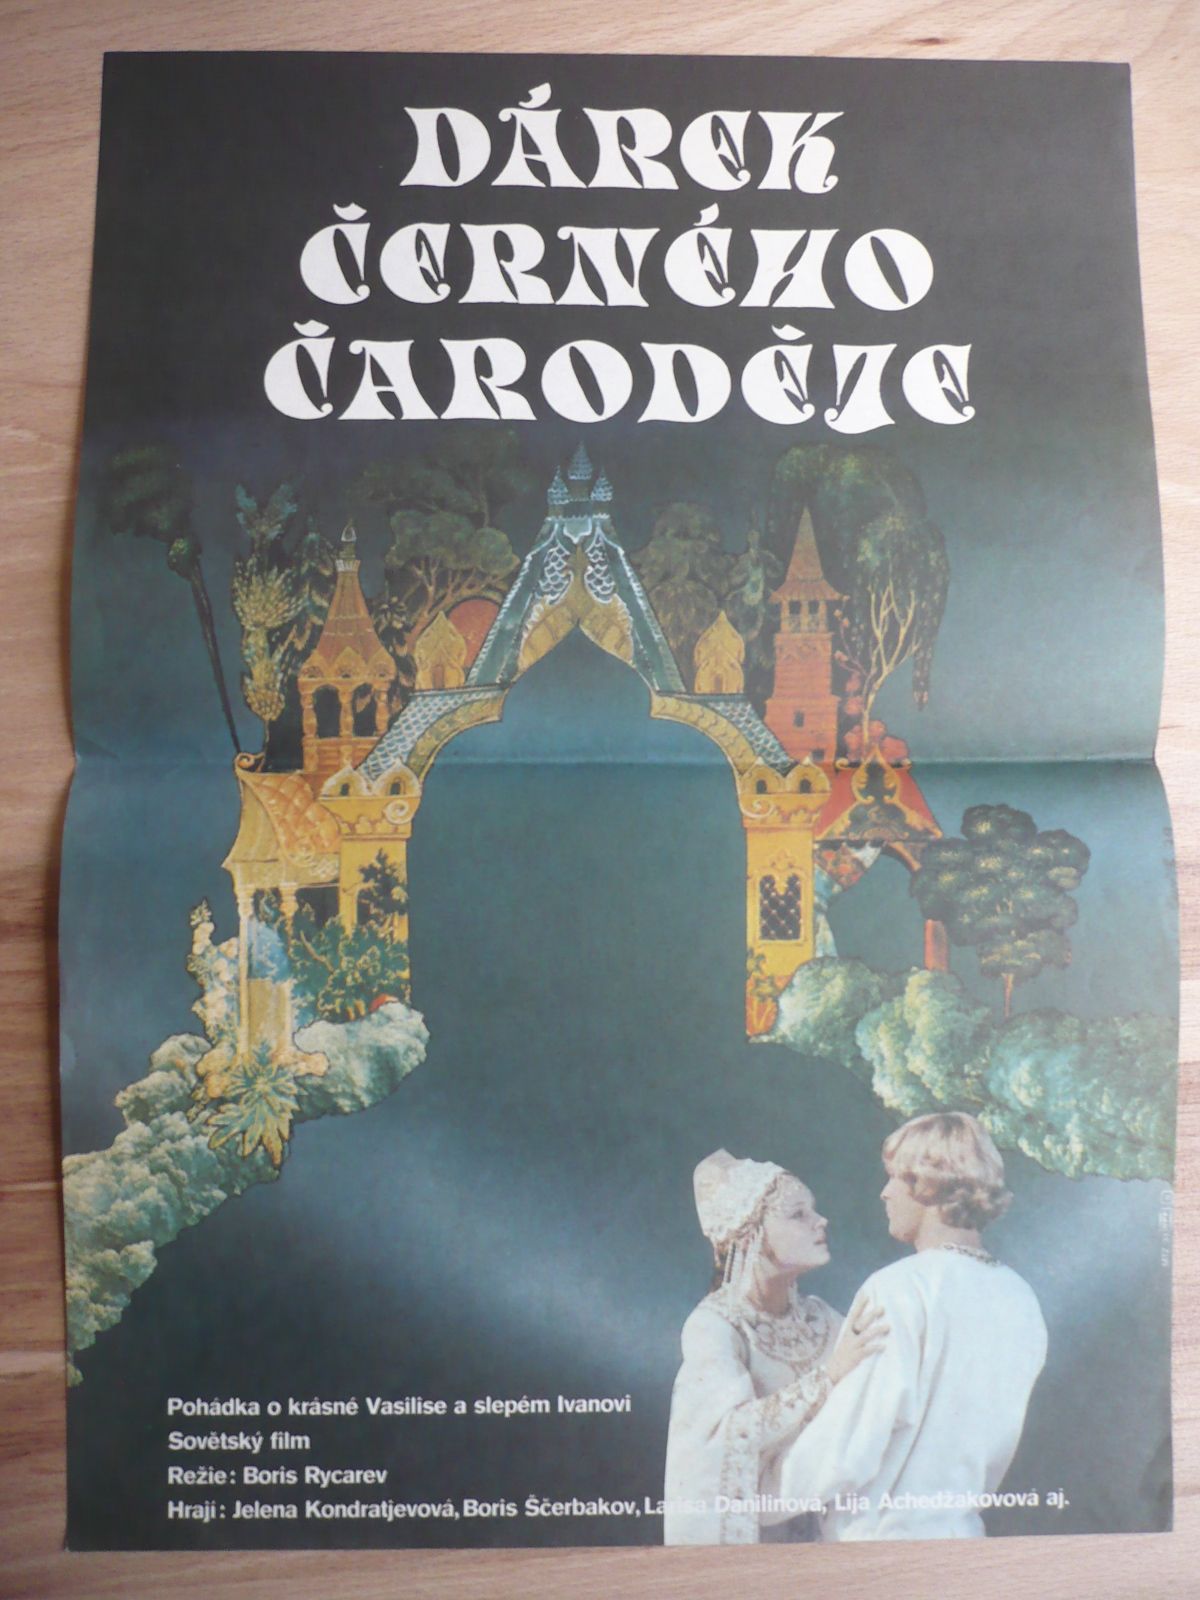 DÁREK
ČERNÉHO
ČARODĚJE
Pohádka o krásné Vasilise a slepém Ivanovi
Sovětský film
Režie: Boris Rycarev
Hrají: Jelena Kondratjevová, Boris Ščerbakov, Larisa Danilinová, Lija Achedžakovová aj.